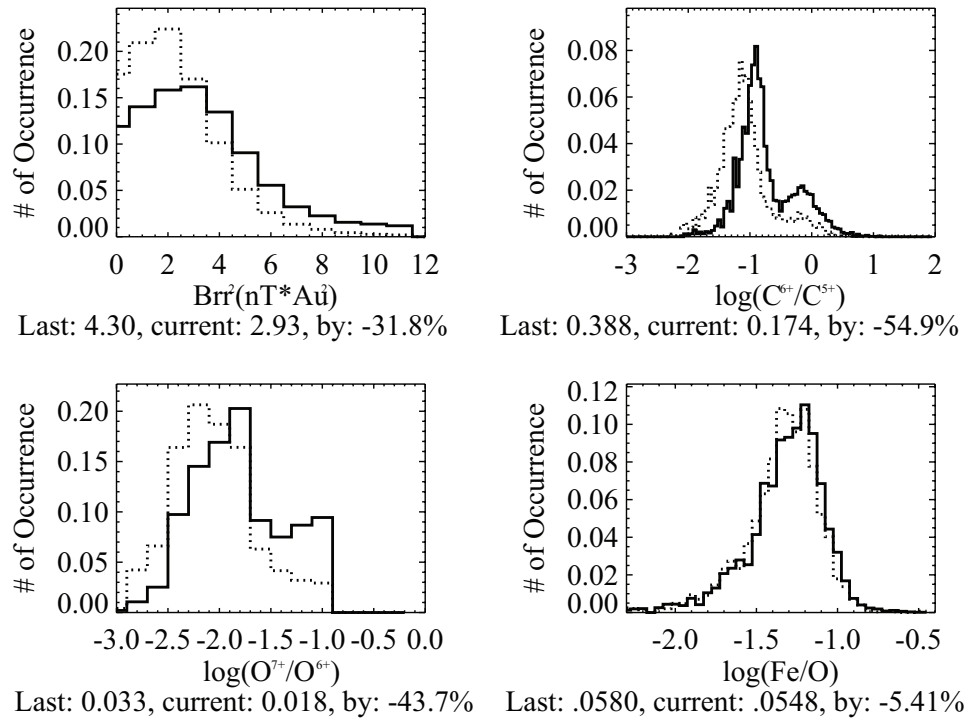 # of Occurrence
0.20
0.15
0.10
0.05
0.00
0 2 4 6 8 10 12
Brr²(nT*Au²)
Last: 4.30, current: 2.93, by: -31.8%
# of Occurrence
0.08
0.06
0.04
0.02
0.00
-3 -2 -1 0 1 2
log(C⁶⁺/C⁵⁺)
Last: 0.388, current: 0.174, by: -54.9%
# of Occurrence
0.20
0.15
0.10
0.05
0.00
-3.0 -2.5 -2.0 -1.5 -1.0 -0.5 0.0
log(O⁷⁺/O⁶⁺)
Last: 0.033, current: 0.018, by: -43.7%
# of Occurrence
0.12
0.10
0.08
0.06
0.04
0.02
0.00
-2.0 -1.5 -1.0 -0.5
log(Fe/O)
Last: .0580, current: .0548, by: -5.41%